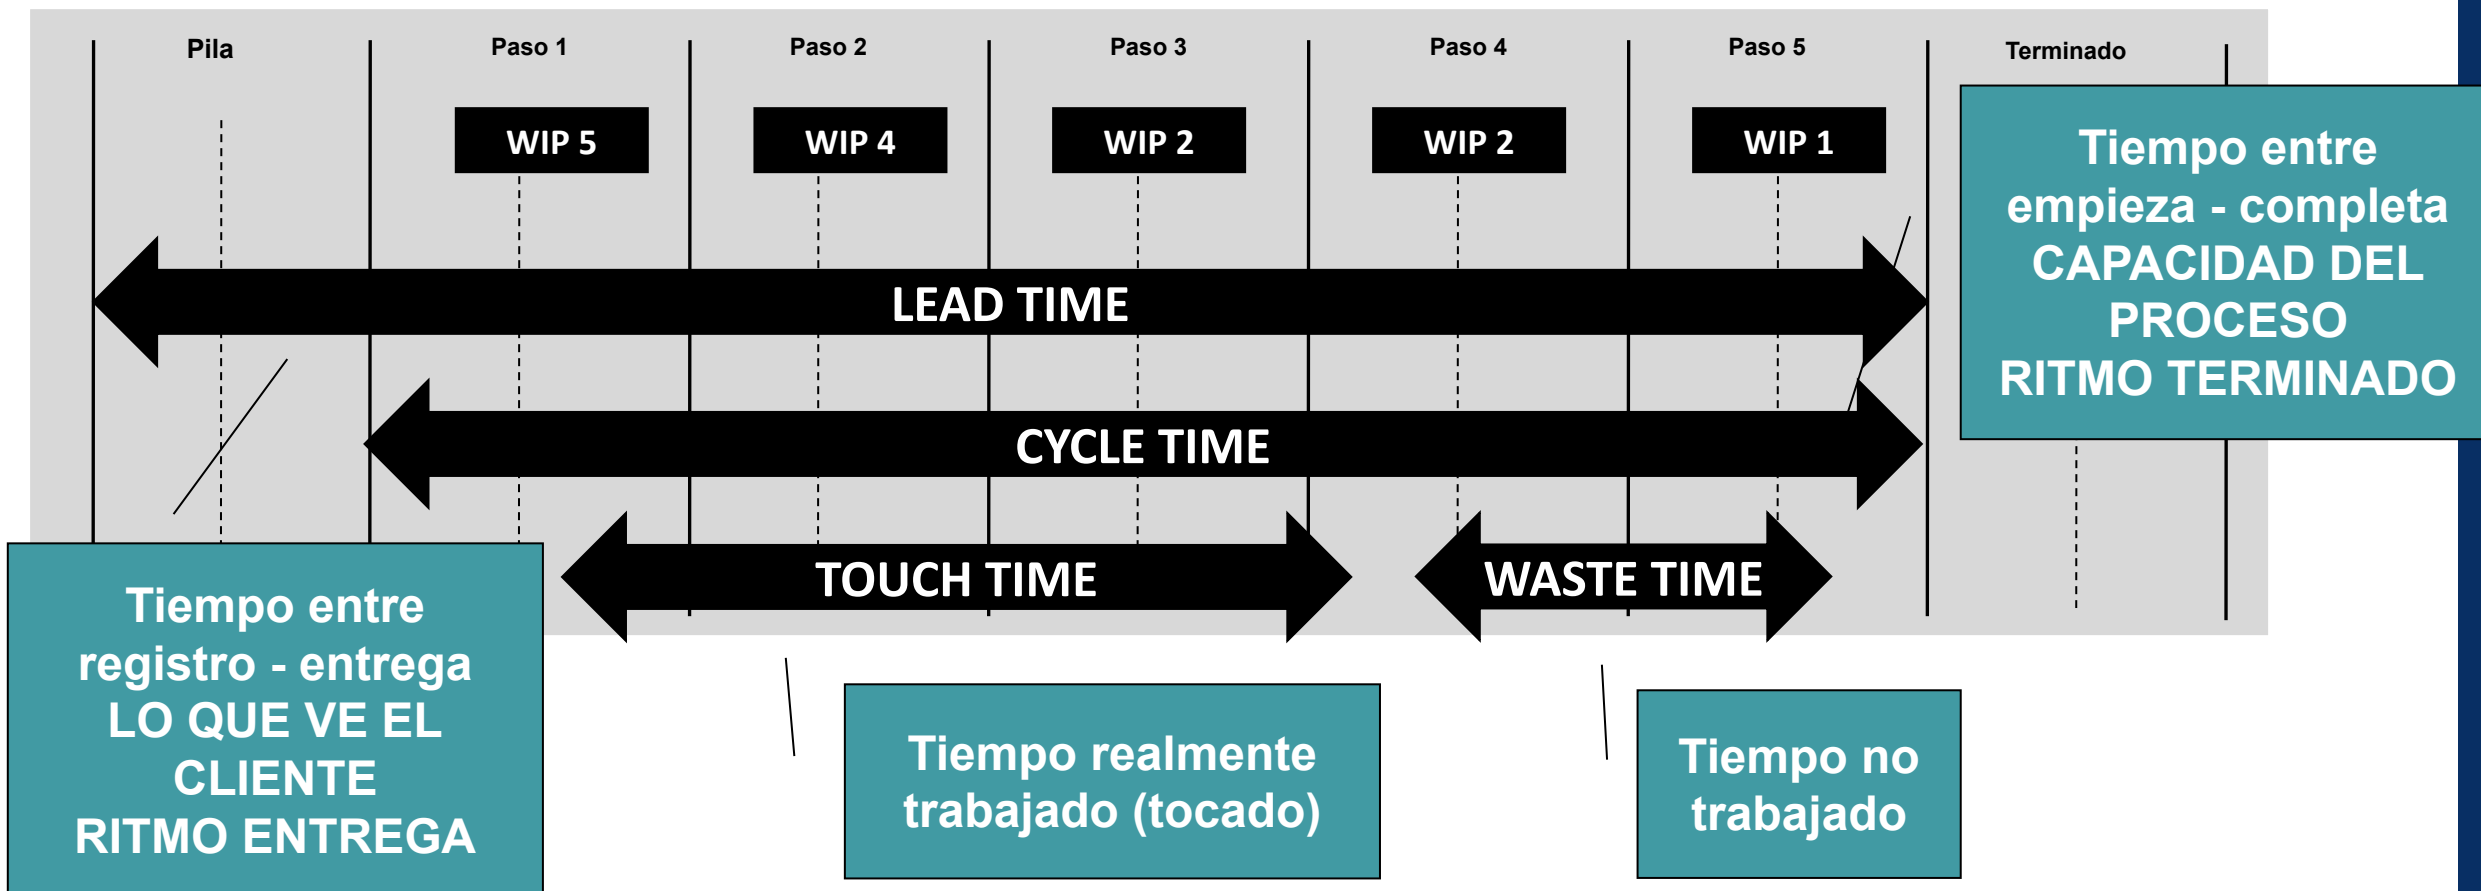 Pila
Paso 1
Paso 2
Paso 3
Paso 4
Paso 5
Terminado
WIP 5
WIP 4
WIP 2
WIP 2
WIP 1
Tiempo entre
empieza - completa
CAPACIDAD DEL
PROCESO
RITMO TERMINADO
LEAD TIME
CYCLE TIME
TOUCH TIME
WASTE TIME
Tiempo entre
registro - entrega
LO QUE VE EL
CLIENTE
RITMO ENTREGA
Tiempo realmente
trabajado (tocado)
Tiempo no
trabajado